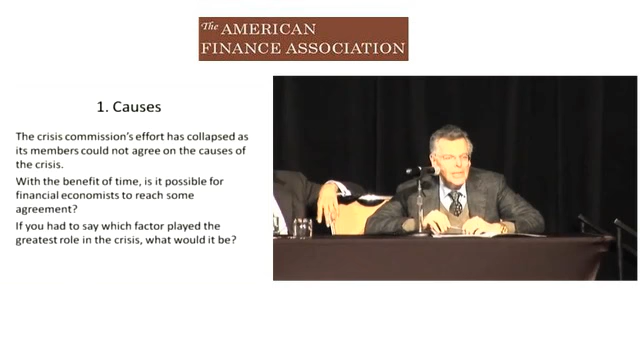 The AMERICAN
FINANCE ASSOCIATION
1. Causes
The crisis commission's effort has collapsed as
its members could not agree on the causes of
the crisis.
With the benefit of time, is it possible for
financial economists to reach some
agreement?
If you had to say which factor played the
greatest role in the crisis, what would it be?